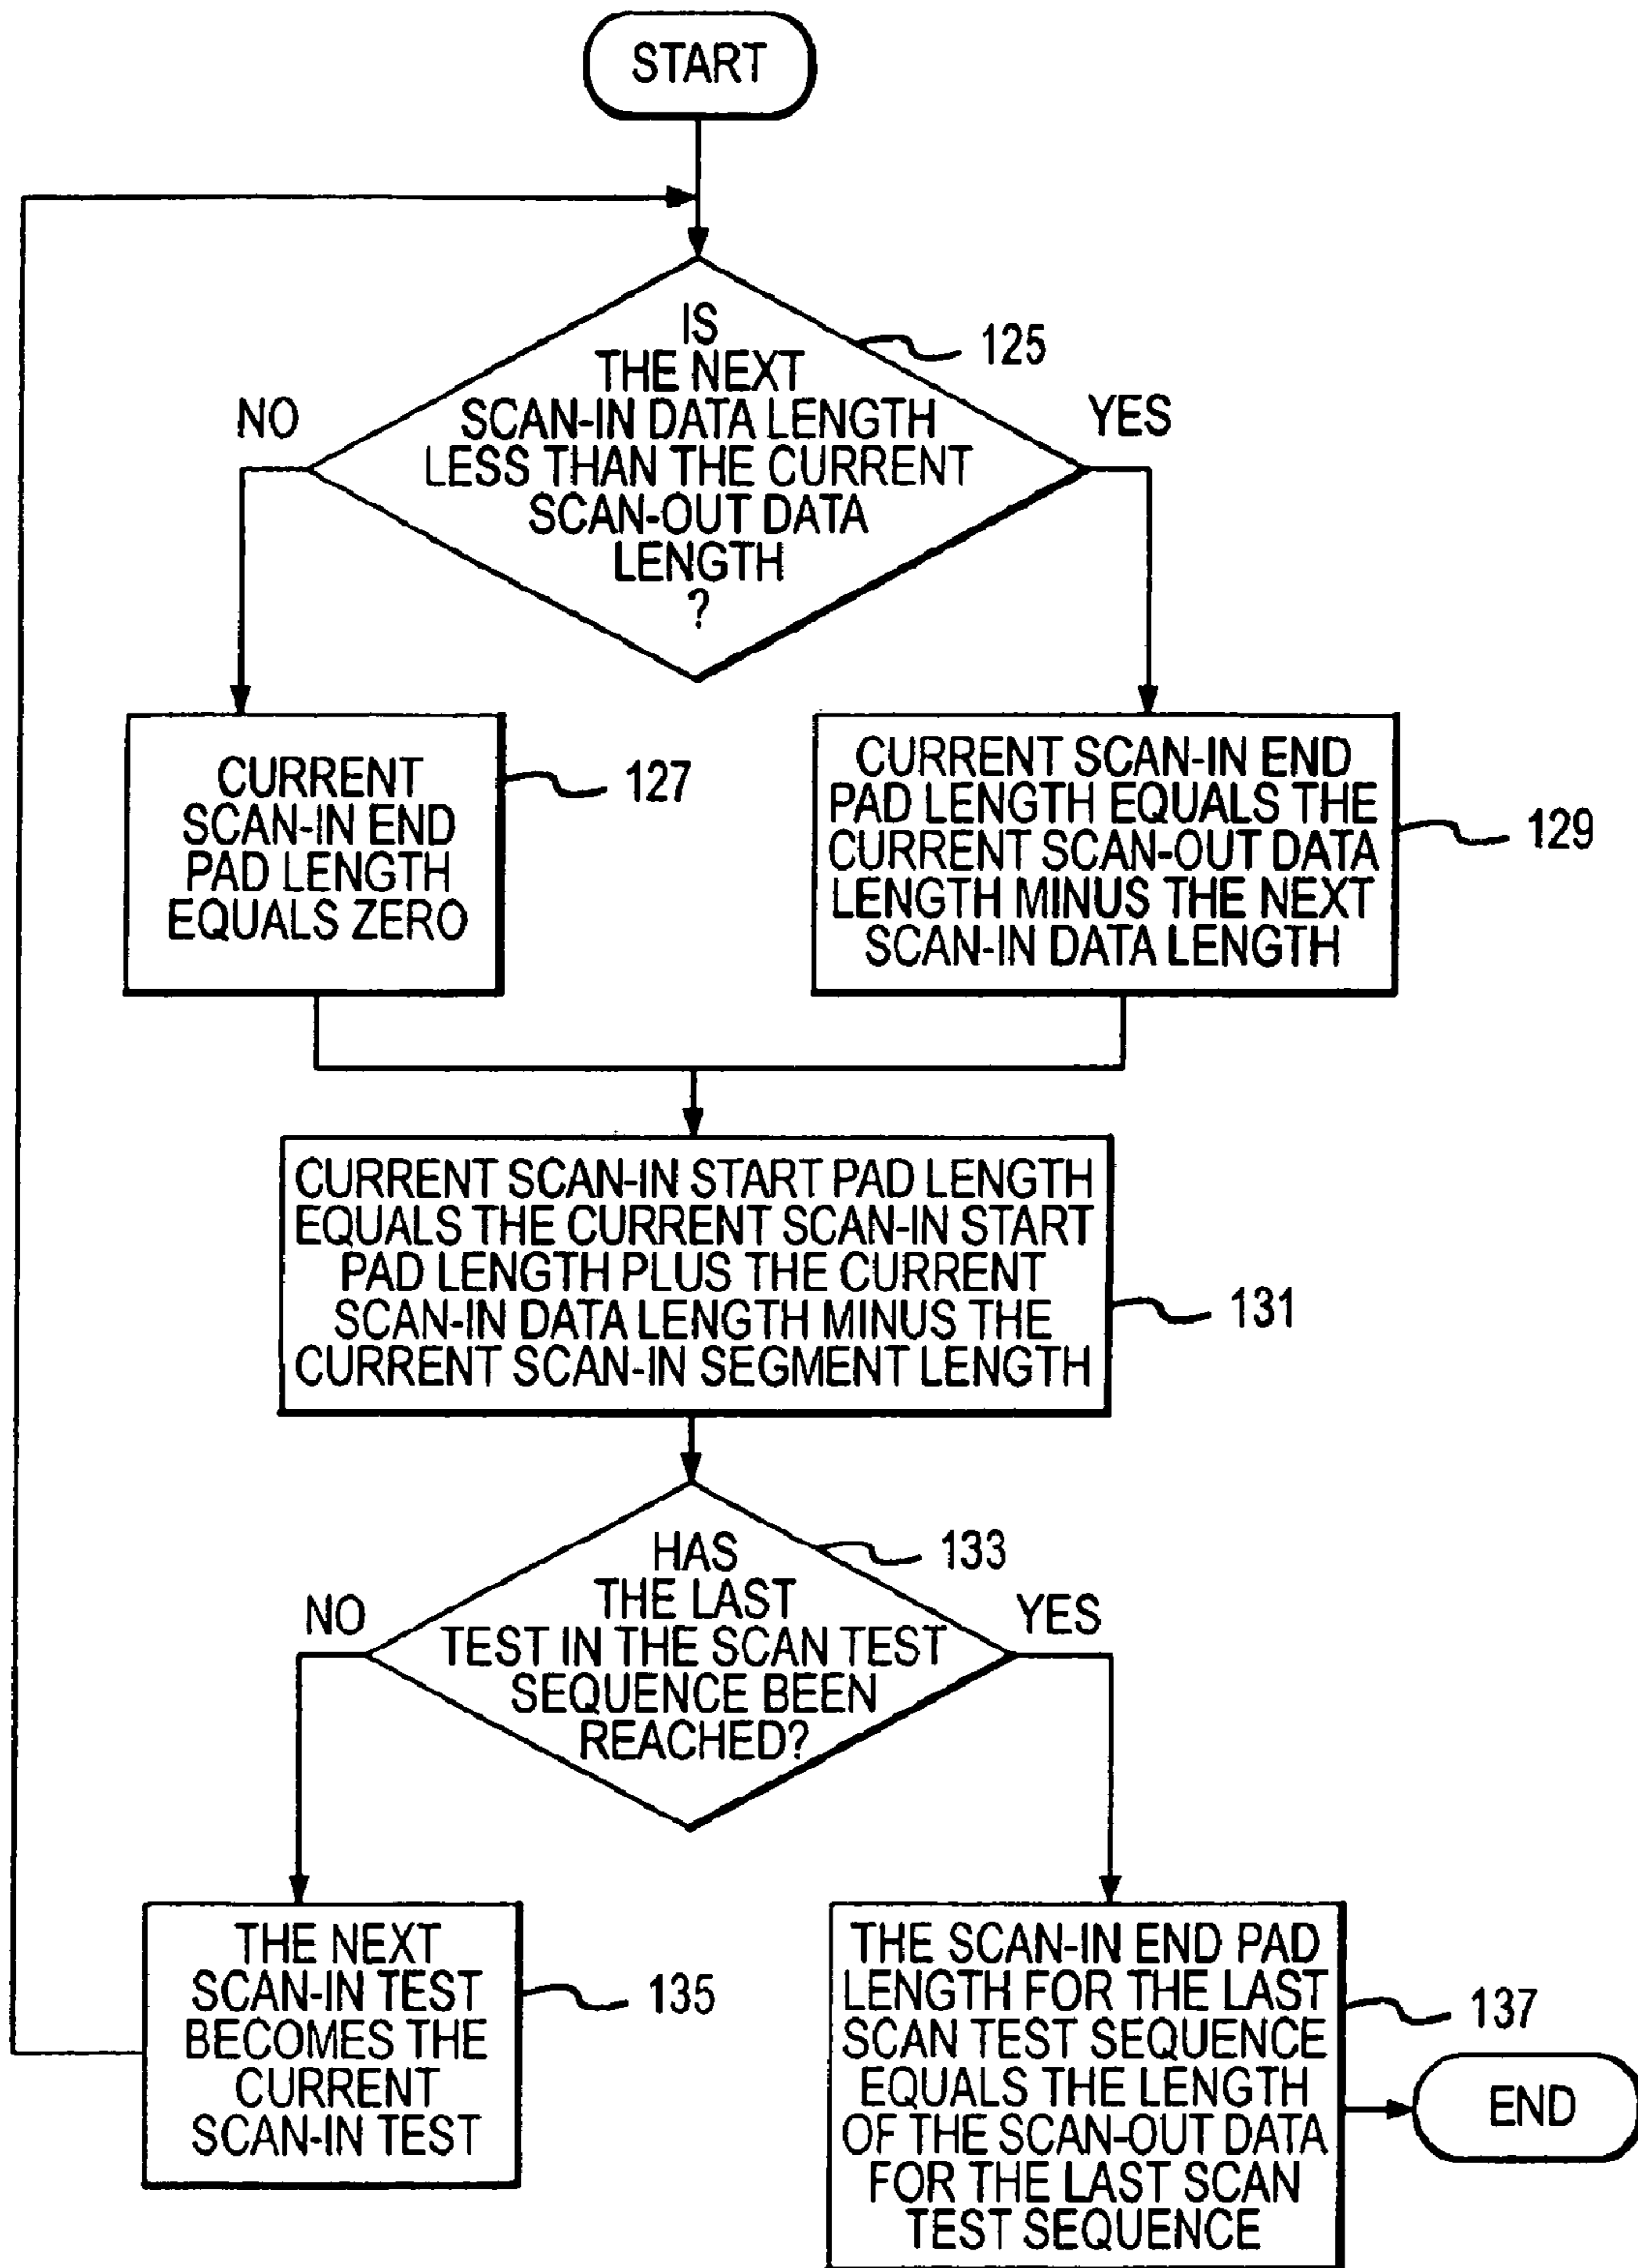 START
IS
THE NEXT
SCAN-IN DATA LENGTH
LESS THAN THE CURRENT
SCAN-OUT DATA
LENGTH
?
125
NO
YES
CURRENT
SCAN-IN END
PAD LENGTH
EQUALS ZERO
127
CURRENT SCAN-IN END
PAD LENGTH EQUALS THE
CURRENT SCAN-OUT DATA
LENGTH MINUS THE NEXT
SCAN-IN DATA LENGTH
129
CURRENT SCAN-IN START PAD LENGTH
EQUALS THE CURRENT SCAN-IN START
PAD LENGTH PLUS THE CURRENT
SCAN-IN DATA LENGTH MINUS THE
CURRENT SCAN-IN SEGMENT LENGTH
131
HAS
THE LAST
TEST IN THE SCAN TEST
SEQUENCE BEEN
REACHED?
133
NO
YES
THE NEXT
SCAN-IN TEST
BECOMES THE
CURRENT
SCAN-IN TEST
135
THE SCAN-IN END PAD
LENGTH FOR THE LAST
SCAN TEST SEQUENCE
EQUALS THE LENGTH
OF THE SCAN-OUT DATA
FOR THE LAST SCAN
TEST SEQUENCE
137
END